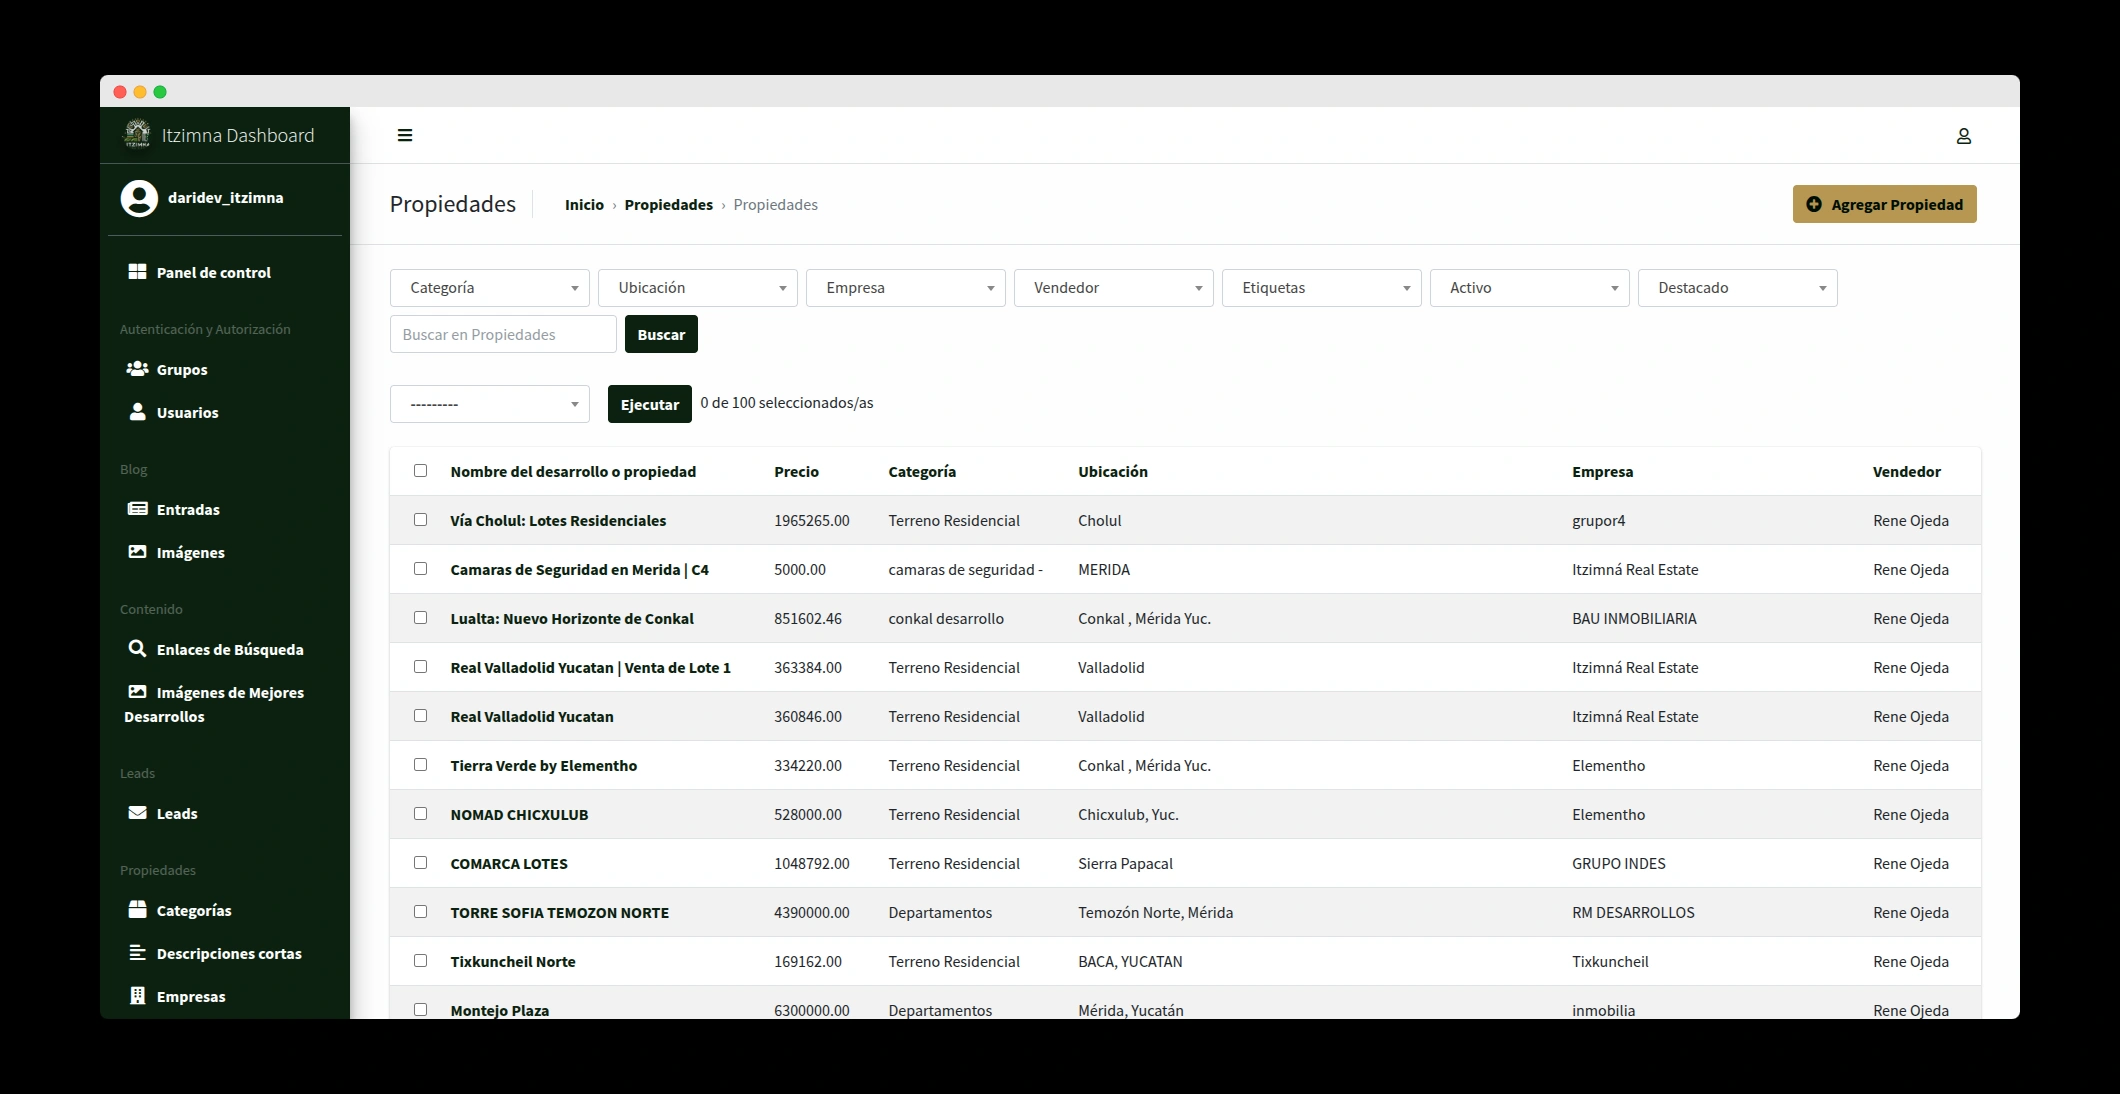 Itzimna Dashboard
daridev_itzimna
Panel de control
Autenticación y Autorización
Grupos
Usuarios
Blog
Entradas
Imágenes
Contenido
Enlaces de Búsqueda
Imágenes de Mejores
Desarrollos
Leads
Leads
Propiedades
Categorías
Descripciones cortas
Empresas
Propiedades
Inicio › Propiedades › Propiedades
Agregar Propiedad
Categoría Ubicación Empresa Vendedor Etiquetas Activo Destacado
Buscar en Propiedades Buscar
--------- Ejecutar 0 de 100 seleccionados/as
Nombre del desarrollo o propiedad Precio Categoría Ubicación Empresa Vendedor
Vía Cholul: Lotes Residenciales 1965265.00 Terreno Residencial Cholul grupor4 Rene Ojeda
Camaras de Seguridad en Merida | C4 5000.00 camaras de seguridad - MERIDA Itzimná Real Estate Rene Ojeda
Lualta: Nuevo Horizonte de Conkal 851602.46 conkal desarrollo Conkal , Mérida Yuc. BAU INMOBILIARIA Rene Ojeda
Real Valladolid Yucatan | Venta de Lote 1 363384.00 Terreno Residencial Valladolid Itzimná Real Estate Rene Ojeda
Real Valladolid Yucatan 360846.00 Terreno Residencial Valladolid Itzimná Real Estate Rene Ojeda
Tierra Verde by Elementho 334220.00 Terreno Residencial Conkal , Mérida Yuc. Elementho Rene Ojeda
NOMAD CHICXULUB 528000.00 Terreno Residencial Chicxulub, Yuc. Elementho Rene Ojeda
COMARCA LOTES 1048792.00 Terreno Residencial Sierra Papacal GRUPO INDES Rene Ojeda
TORRE SOFIA TEMOZON NORTE 4390000.00 Departamentos Temozón Norte, Mérida RM DESARROLLOS Rene Ojeda
Tixkuncheil Norte 169162.00 Terreno Residencial BACA, YUCATAN Tixkuncheil Rene Ojeda
Montejo Plaza 6300000.00 Departamentos Mérida, Yucatán inmobilia Rene Ojeda